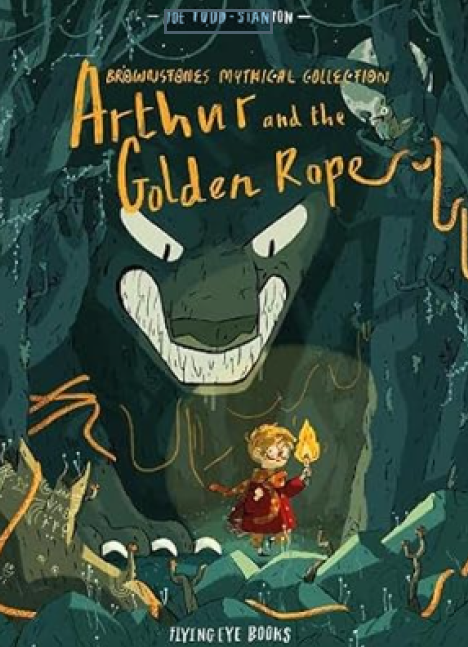 JOE TODD-STANTON
BROWNSTONES MYTHICAL COLLECTION
Arthur and the
Golden Rope
FLYING EYE BOOKS